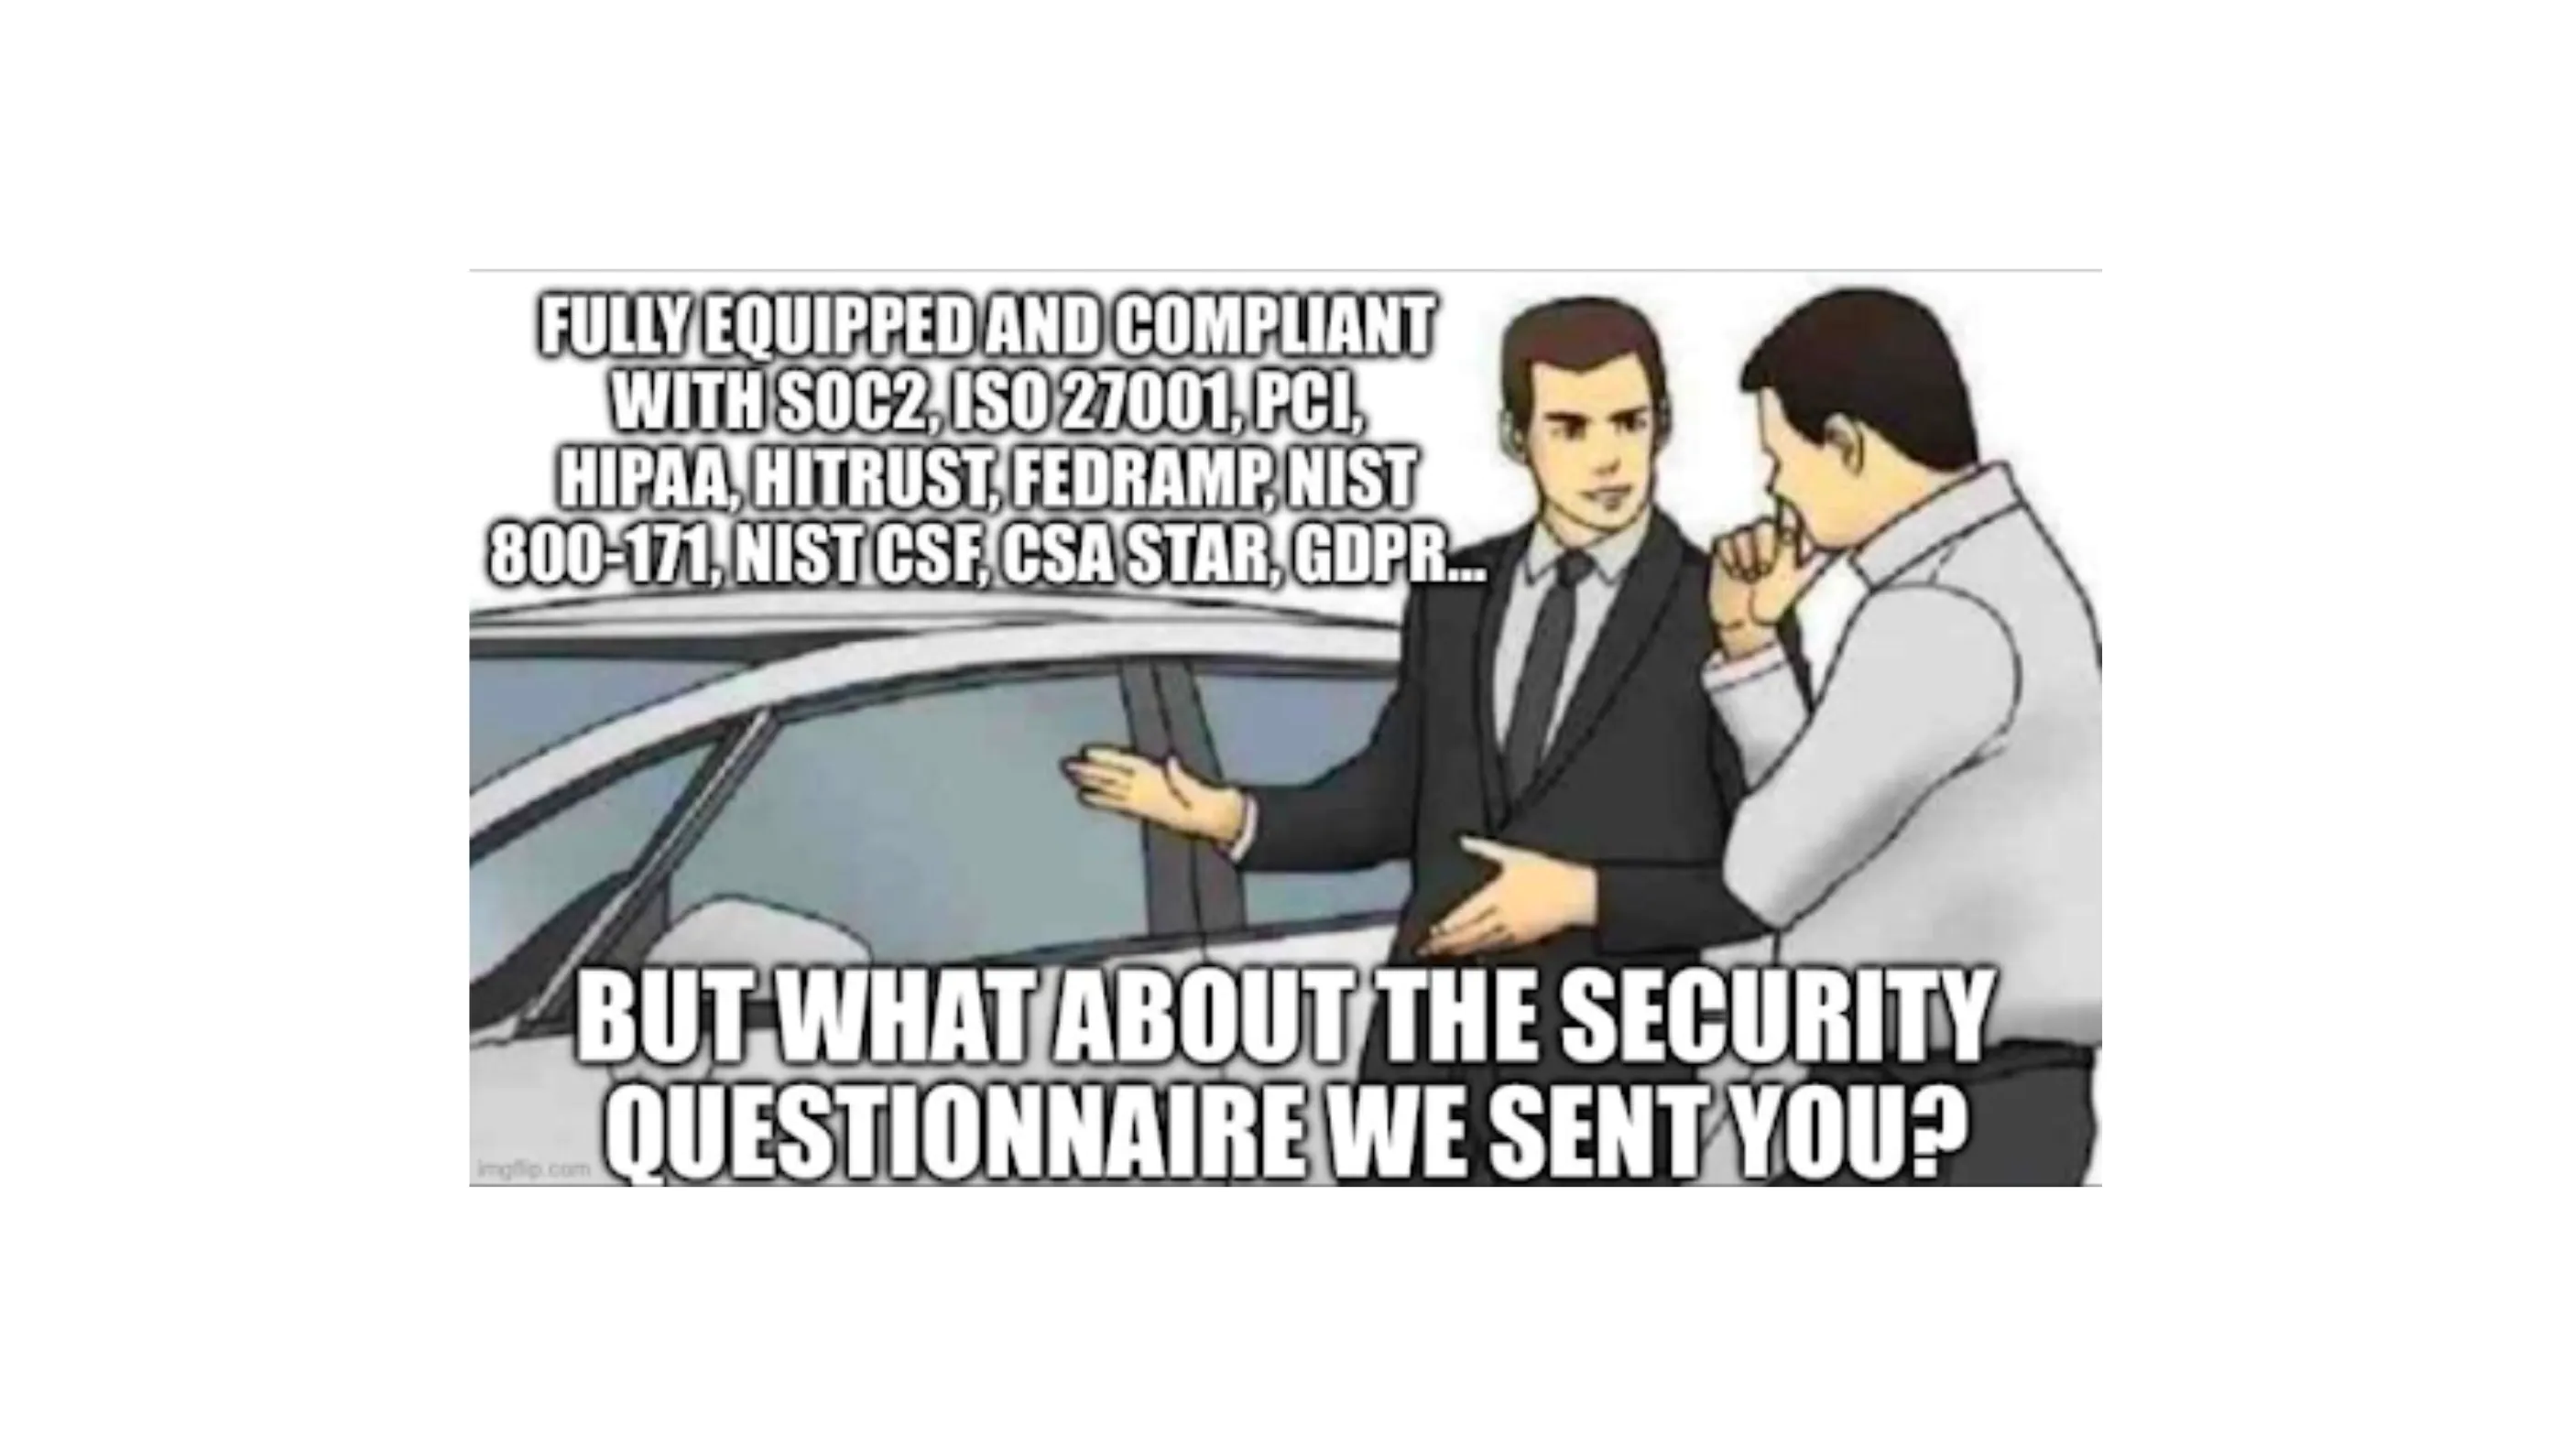 FULLY EQUIPPED AND COMPLIANT
WITH SOC2, ISO 27001, PCI,
HIPAA, HITRUST, FEDRAMP, NIST
800-171, NIST CSF, CSA STAR, GDPR...
BUT WHAT ABOUT THE SECURITY
QUESTIONNAIRE WE SENT YOU?
imgflip.com